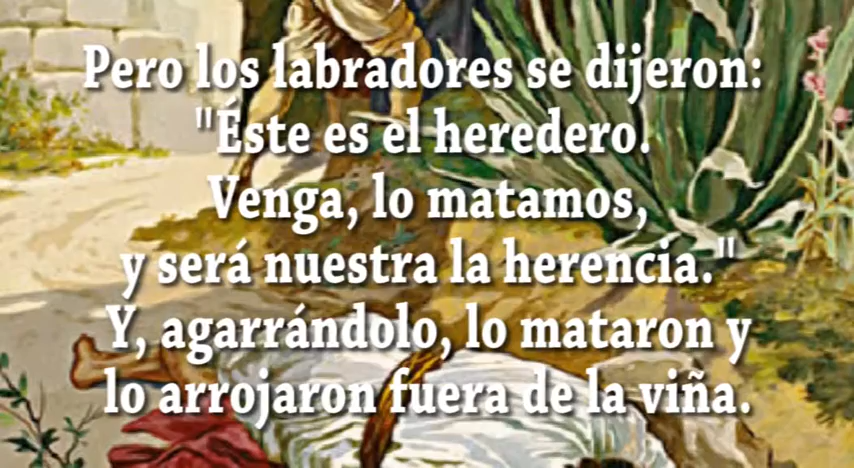 Pero los labradores se dijeron:
"Éste es el heredero.
Venga, lo matamos,
y será nuestra la herencia."
Y, agarrándolo, lo mataron y
lo arrojaron fuera de la viña.